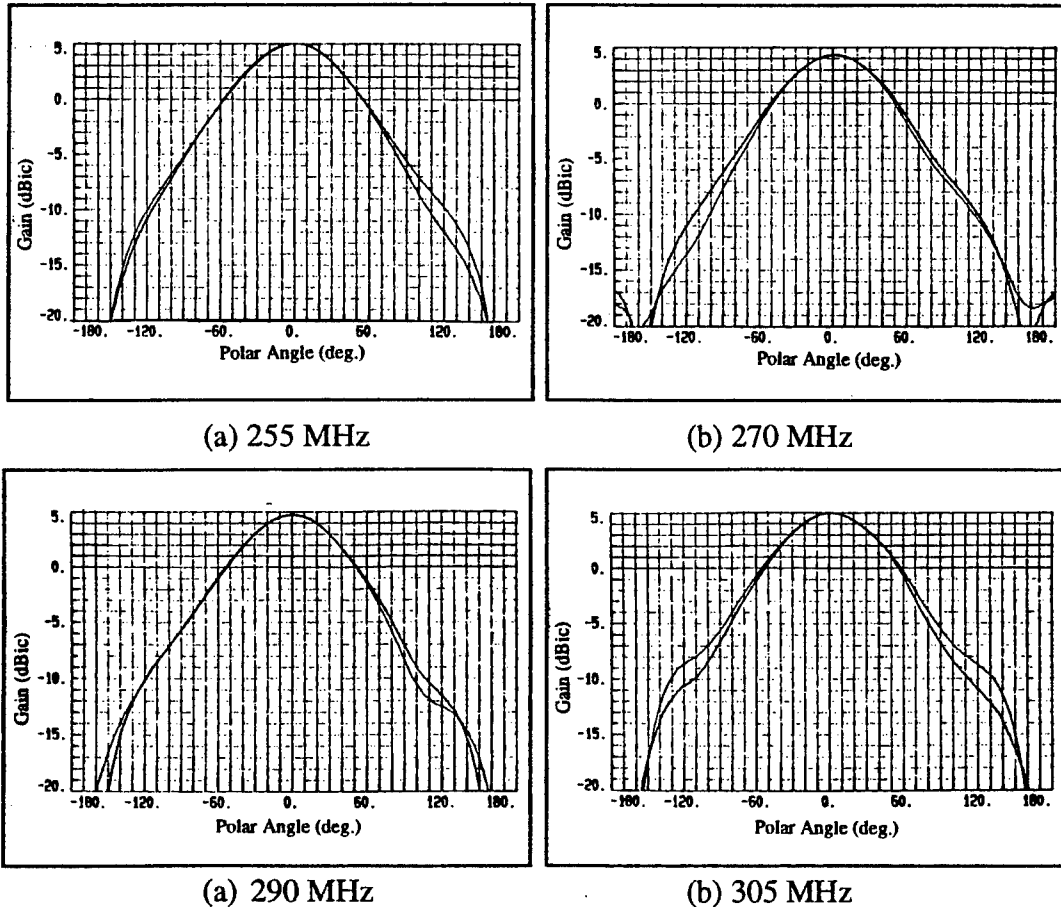 5.
0.
-5.
-10.
-15.
-20.
Gain (dBic)
-180. -120. -60. 0. 60. 120. 180.
Polar Angle (deg.)
(a) 255 MHz
5.
0.
-5.
-10.
-15.
-20.
Gain (dBic)
-180. -120. -60. 0. 60. 120. 180.
Polar Angle (deg.)
(b) 270 MHz
5.
0.
-5.
-10.
-15.
-20.
Gain (dBic)
-180. -120. -60. 0. 60. 120. 180.
Polar Angle (deg.)
(a) 290 MHz
5.
0.
-5.
-10.
-15.
-20.
Gain (dBic)
-180. -120. -60. 0. 60. 120. 180.
Polar Angle (deg.)
(b) 305 MHz